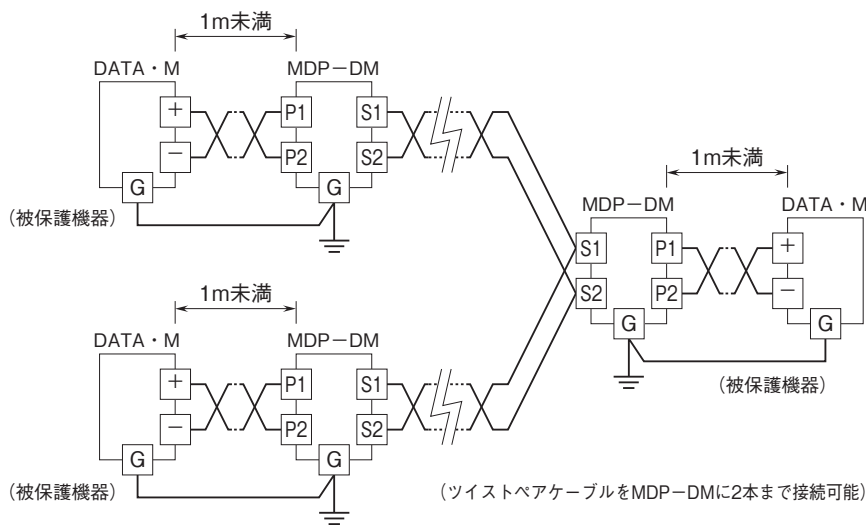 1m未満
DATA・M
MDP−DM
+
P1
S1
−
P2
S2
G
G
(被保護機器)
1m未満
MDP−DM
DATA・M
S1
P1
+
S2
P2
−
G
G
(被保護機器)
1m未満
DATA・M
MDP−DM
+
P1
S1
−
P2
S2
G
G
(被保護機器)
(ツイストペアケーブルをMDP−DMに2本まで接続可能)